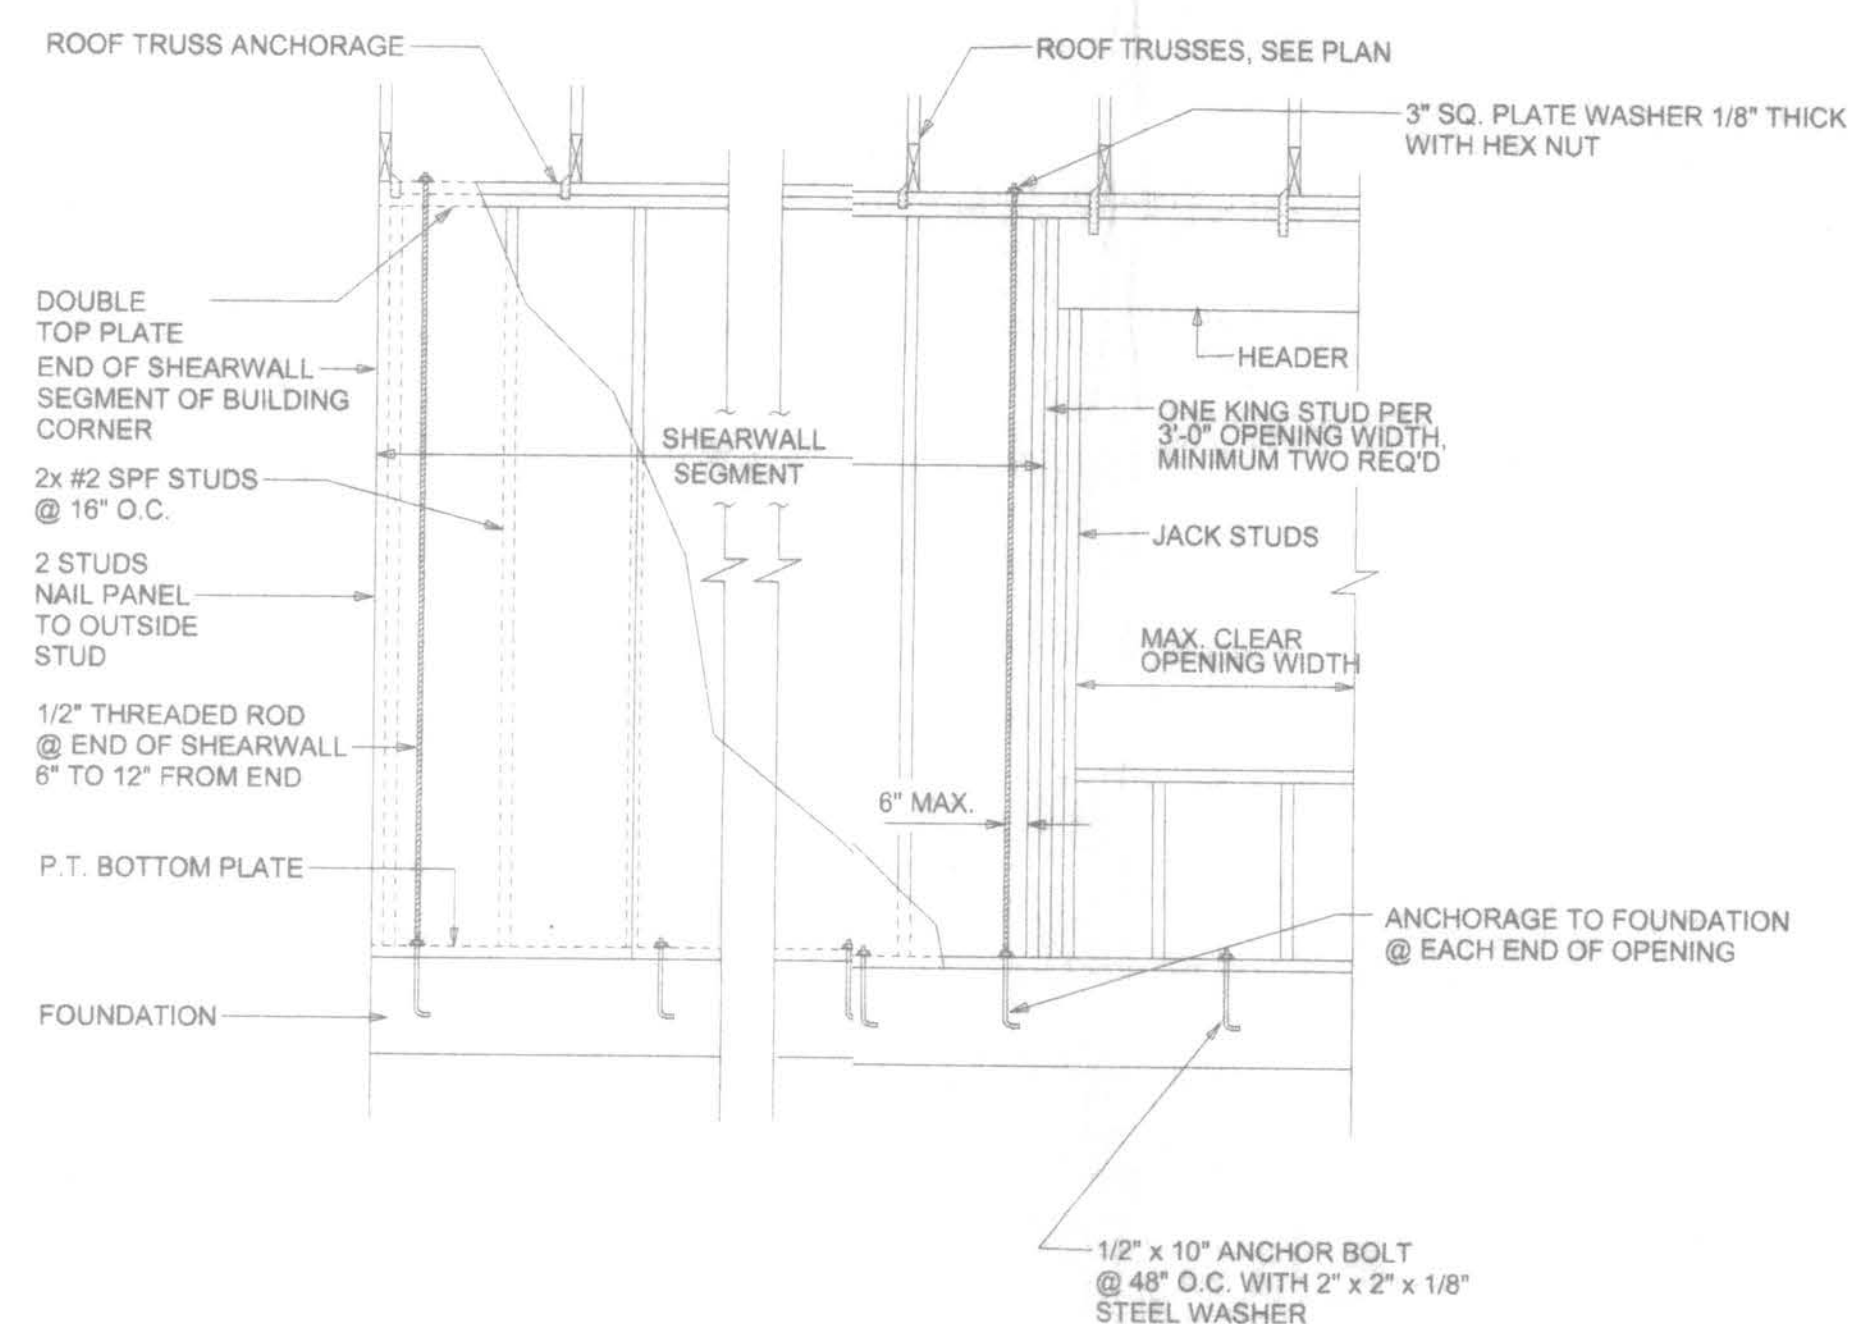 ROOF TRUSS ANCHORAGE
ROOF TRUSSES, SEE PLAN
3" SQ. PLATE WASHER 1/8" THICK
WITH HEX NUT
DOUBLE
TOP PLATE
END OF SHEARWALL
SEGMENT OF BUILDING
CORNER
2x #2 SPF STUDS
@ 16" O.C.
2 STUDS
NAIL PANEL
TO OUTSIDE
STUD
1/2" THREADED ROD
@ END OF SHEARWALL
6" TO 12" FROM END
P.T. BOTTOM PLATE
FOUNDATION
SHEARWALL
SEGMENT
6" MAX.
HEADER
ONE KING STUD PER
3'-0" OPENING WIDTH,
MINIMUM TWO REQ'D
JACK STUDS
MAX. CLEAR
OPENING WIDTH
ANCHORAGE TO FOUNDATION
@ EACH END OF OPENING
1/2" x 10" ANCHOR BOLT
@ 48" O.C. WITH 2" x 2" x 1/8"
STEEL WASHER